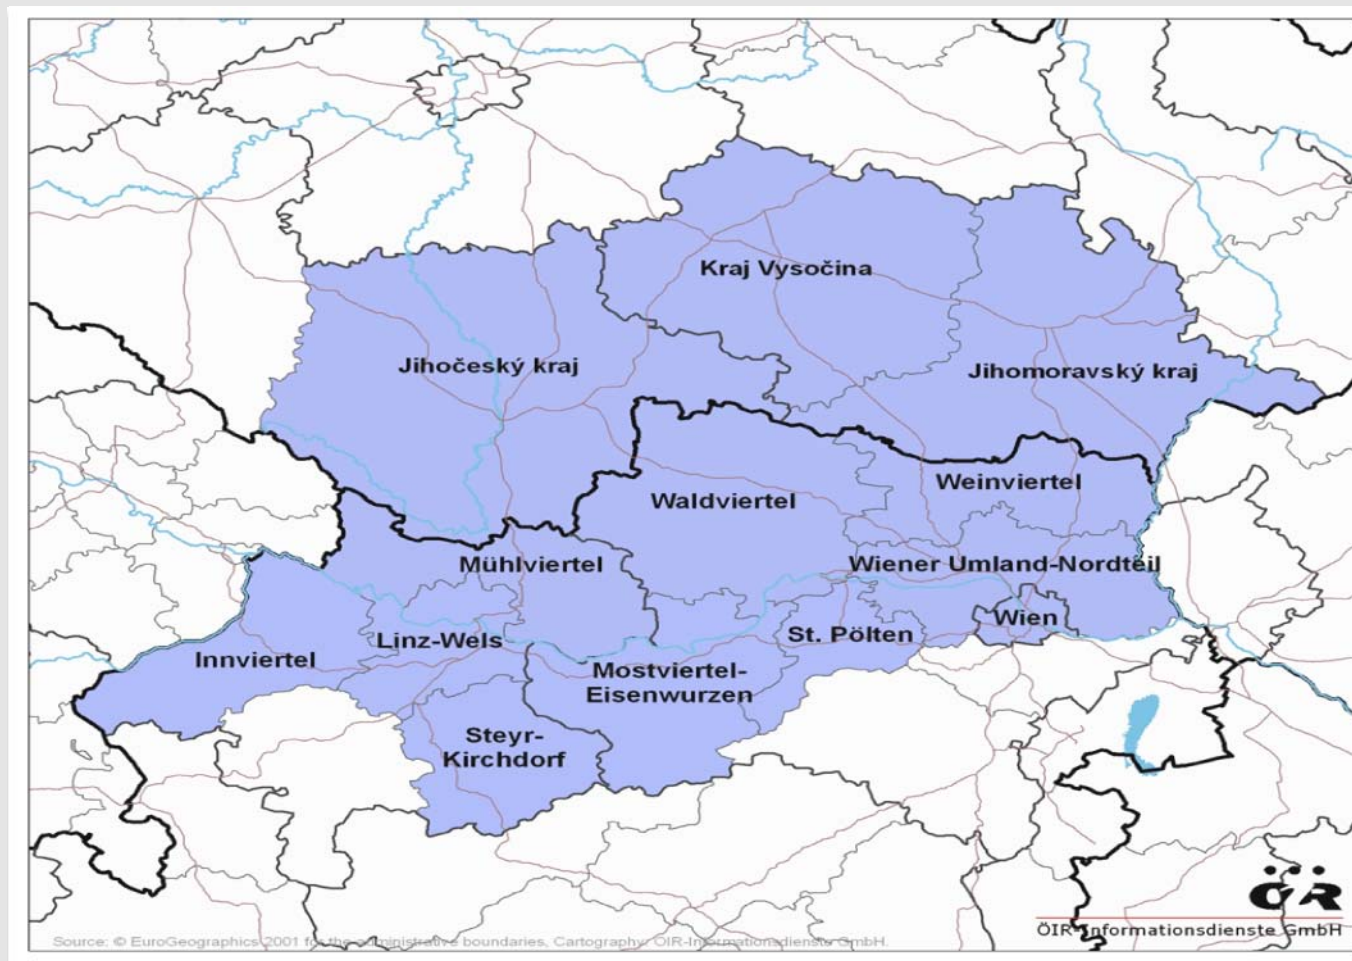 Kraj Vysočina
Jihočeský kraj
Jihomoravský kraj
Weinviertel
Waldviertel
Mühlviertel
Wiener Umland-Nordteil
Wien
St. Pölten
Linz-Wels
Innviertel
Mostviertel-
Eisenwurzen
Steyr-
Kirchdorf
ÖIR
ÖIR-Informationsdienste GmbH
Source: © EuroGeographics 2001 for the administrative boundaries, Cartography: ÖIR-Informationsdienste GmbH.